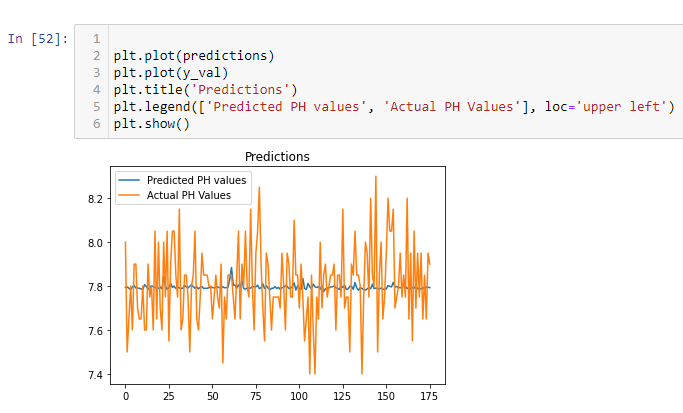 In [52]:
1
2 plt.plot(predictions)
3 plt.plot(y_val)
4 plt.title('Predictions')
5 plt.legend(['Predicted PH values', 'Actual PH Values'], loc='upper left')
6 plt.show()
Predictions
Predicted PH values
Actual PH Values
8.2
8.0
7.8
7.6
7.4
0 25 50 75 100 125 150 175